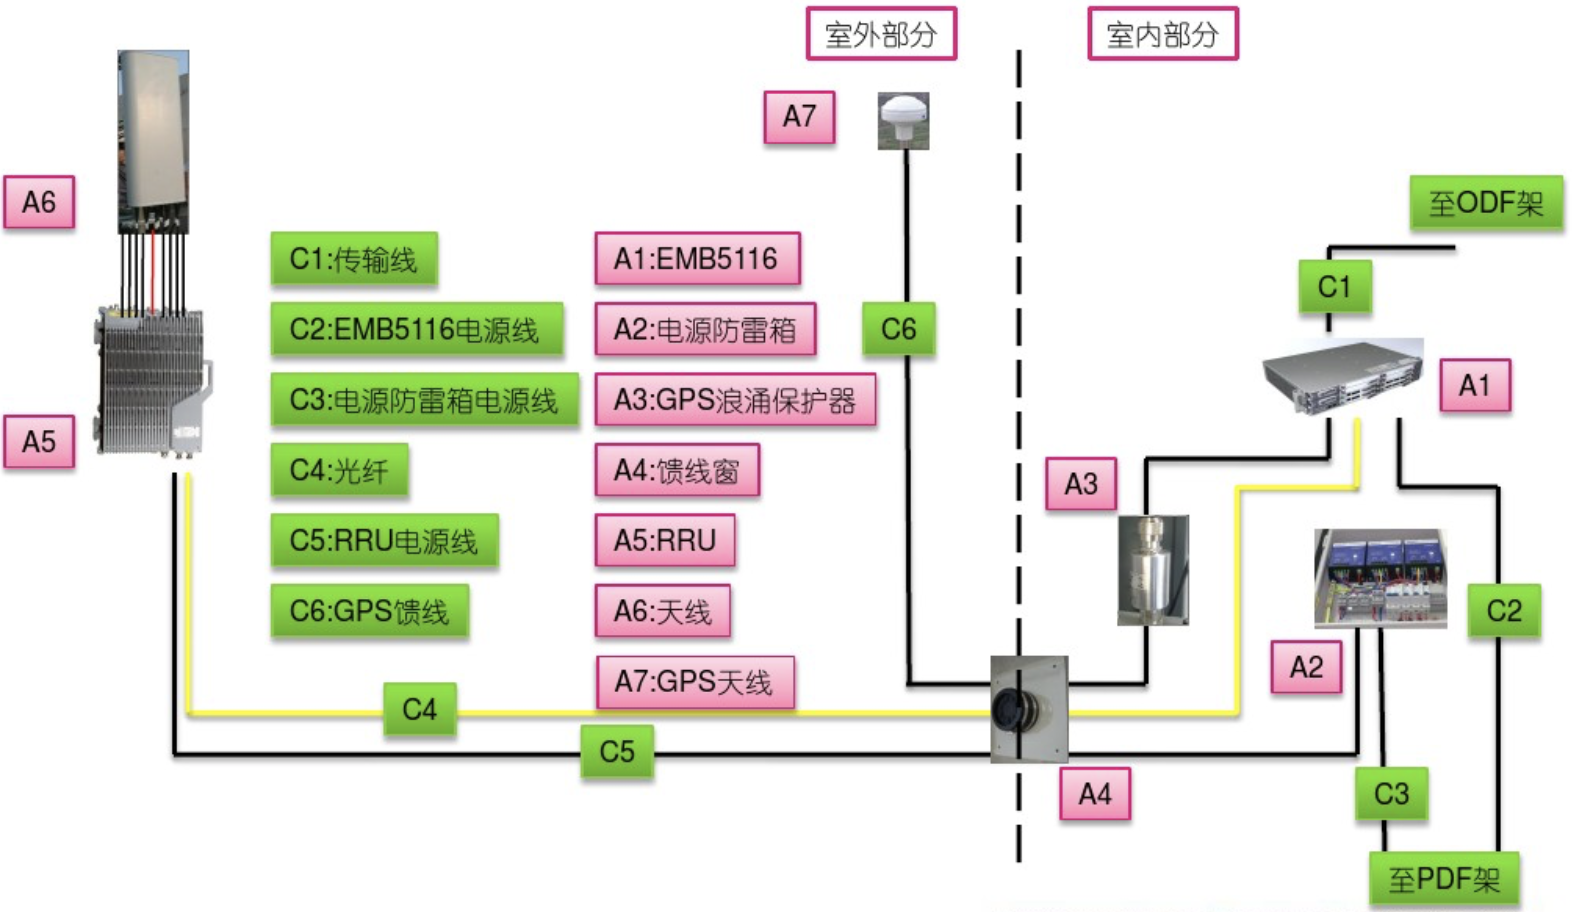 室外部分
室内部分
A7
A6
至ODF架
C1:传输线
A1:EMB5116
C1
C2:EMB5116电源线
A2:电源防雷箱
C6
C3:电源防雷箱电源线
A3:GPS浪涌保护器
A1
A5
C4:光纤
A4:馈线窗
A3
C5:RRU电源线
A5:RRU
C6:GPS馈线
A6:天线
C2
A7:GPS天线
A2
C4
C5
A4
C3
至PDF架